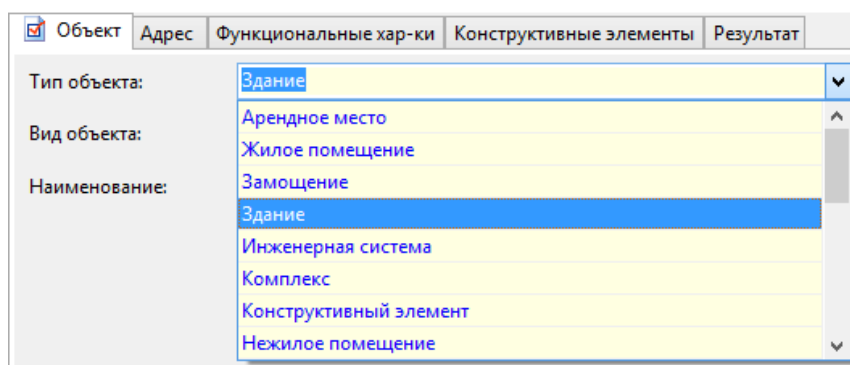 Объект Адрес Функциональные хар-ки Конструктивные элементы Результат
Тип объекта: Здание
Арендное место
Вид объекта:
Жилое помещение
Наименование:
Замощение
Здание
Инженерная система
Комплекс
Конструктивный элемент
Нежилое помещение